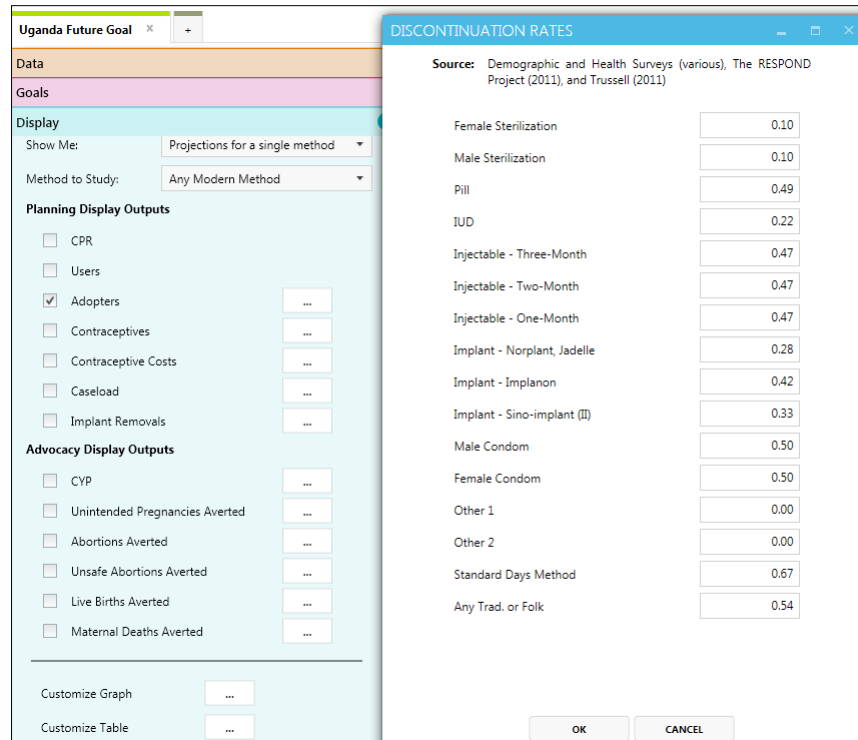 Uganda Future Goal ×
+
Data
Goals
Display
Show Me: Projections for a single method
Method to Study: Any Modern Method
Planning Display Outputs
CPR
Users
Adopters ...
Contraceptives ...
Contraceptive Costs ...
Caseload ...
Implant Removals ...
Advocacy Display Outputs
CYP ...
Unintended Pregnancies Averted ...
Abortions Averted ...
Unsafe Abortions Averted ...
Live Births Averted ...
Maternal Deaths Averted ...
Customize Graph ...
Customize Table ...
DISCONTINUATION RATES
Source: Demographic and Health Surveys (various), The RESPOND
Project (2011), and Trussell (2011)
Female Sterilization 0.10
Male Sterilization 0.10
Pill 0.49
IUD 0.22
Injectable - Three-Month 0.47
Injectable - Two-Month 0.47
Injectable - One-Month 0.47
Implant - Norplant, Jadelle 0.28
Implant - Implanon 0.42
Implant - Sino-implant (II) 0.33
Male Condom 0.50
Female Condom 0.50
Other 1 0.00
Other 2 0.00
Standard Days Method 0.67
Any Trad. or Folk 0.54
OK
CANCEL